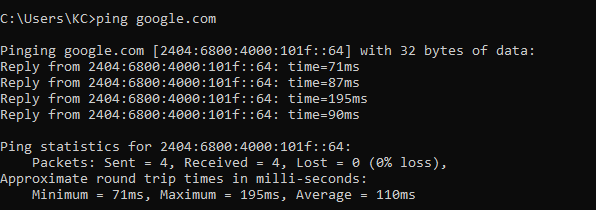 C:\Users\KC>ping google.com
Pinging google.com [2404:6800:4000:101f::64] with 32 bytes of data:
Reply from 2404:6800:4000:101f::64: time=71ms
Reply from 2404:6800:4000:101f::64: time=87ms
Reply from 2404:6800:4000:101f::64: time=195ms
Reply from 2404:6800:4000:101f::64: time=90ms
Ping statistics for 2404:6800:4000:101f::64:
    Packets: Sent = 4, Received = 4, Lost = 0 (0% loss),
Approximate round trip times in milli-seconds:
    Minimum = 71ms, Maximum = 195ms, Average = 110ms